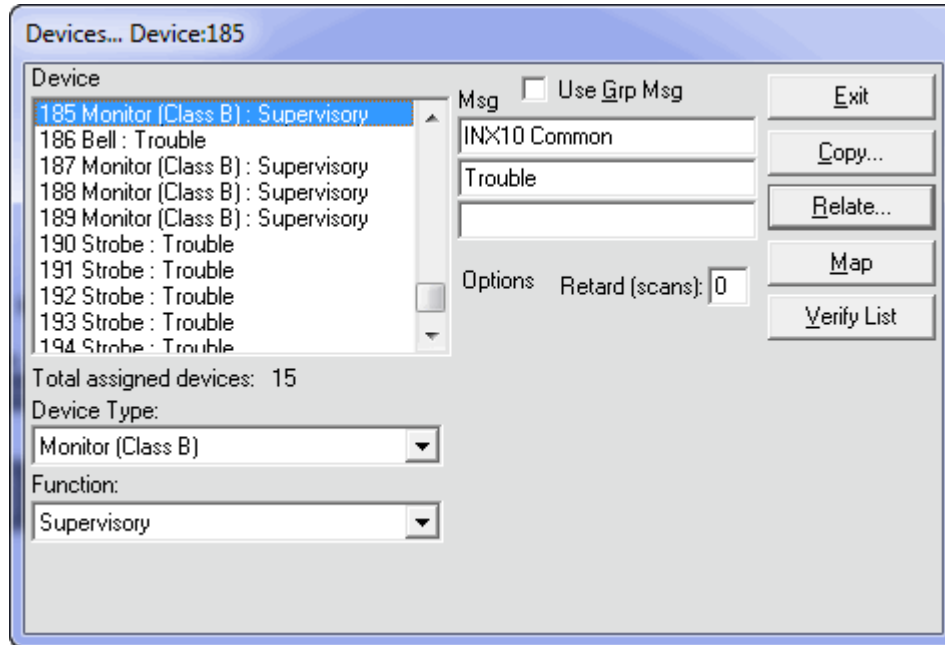 Devices... Device:185
Device
185 Monitor (Class B) : Supervisory
186 Bell : Trouble
187 Monitor (Class B) : Supervisory
188 Monitor (Class B) : Supervisory
189 Monitor (Class B) : Supervisory
190 Strobe : Trouble
191 Strobe : Trouble
192 Strobe : Trouble
193 Strobe : Trouble
194 Strobe : Trouble
Total assigned devices: 15
Device Type:
Monitor (Class B)
Function:
Supervisory
Msg Use Grp Msg
INX10 Common
Trouble
Options Retard (scans): 0
Exit
Copy...
Relate...
Map
Verify List